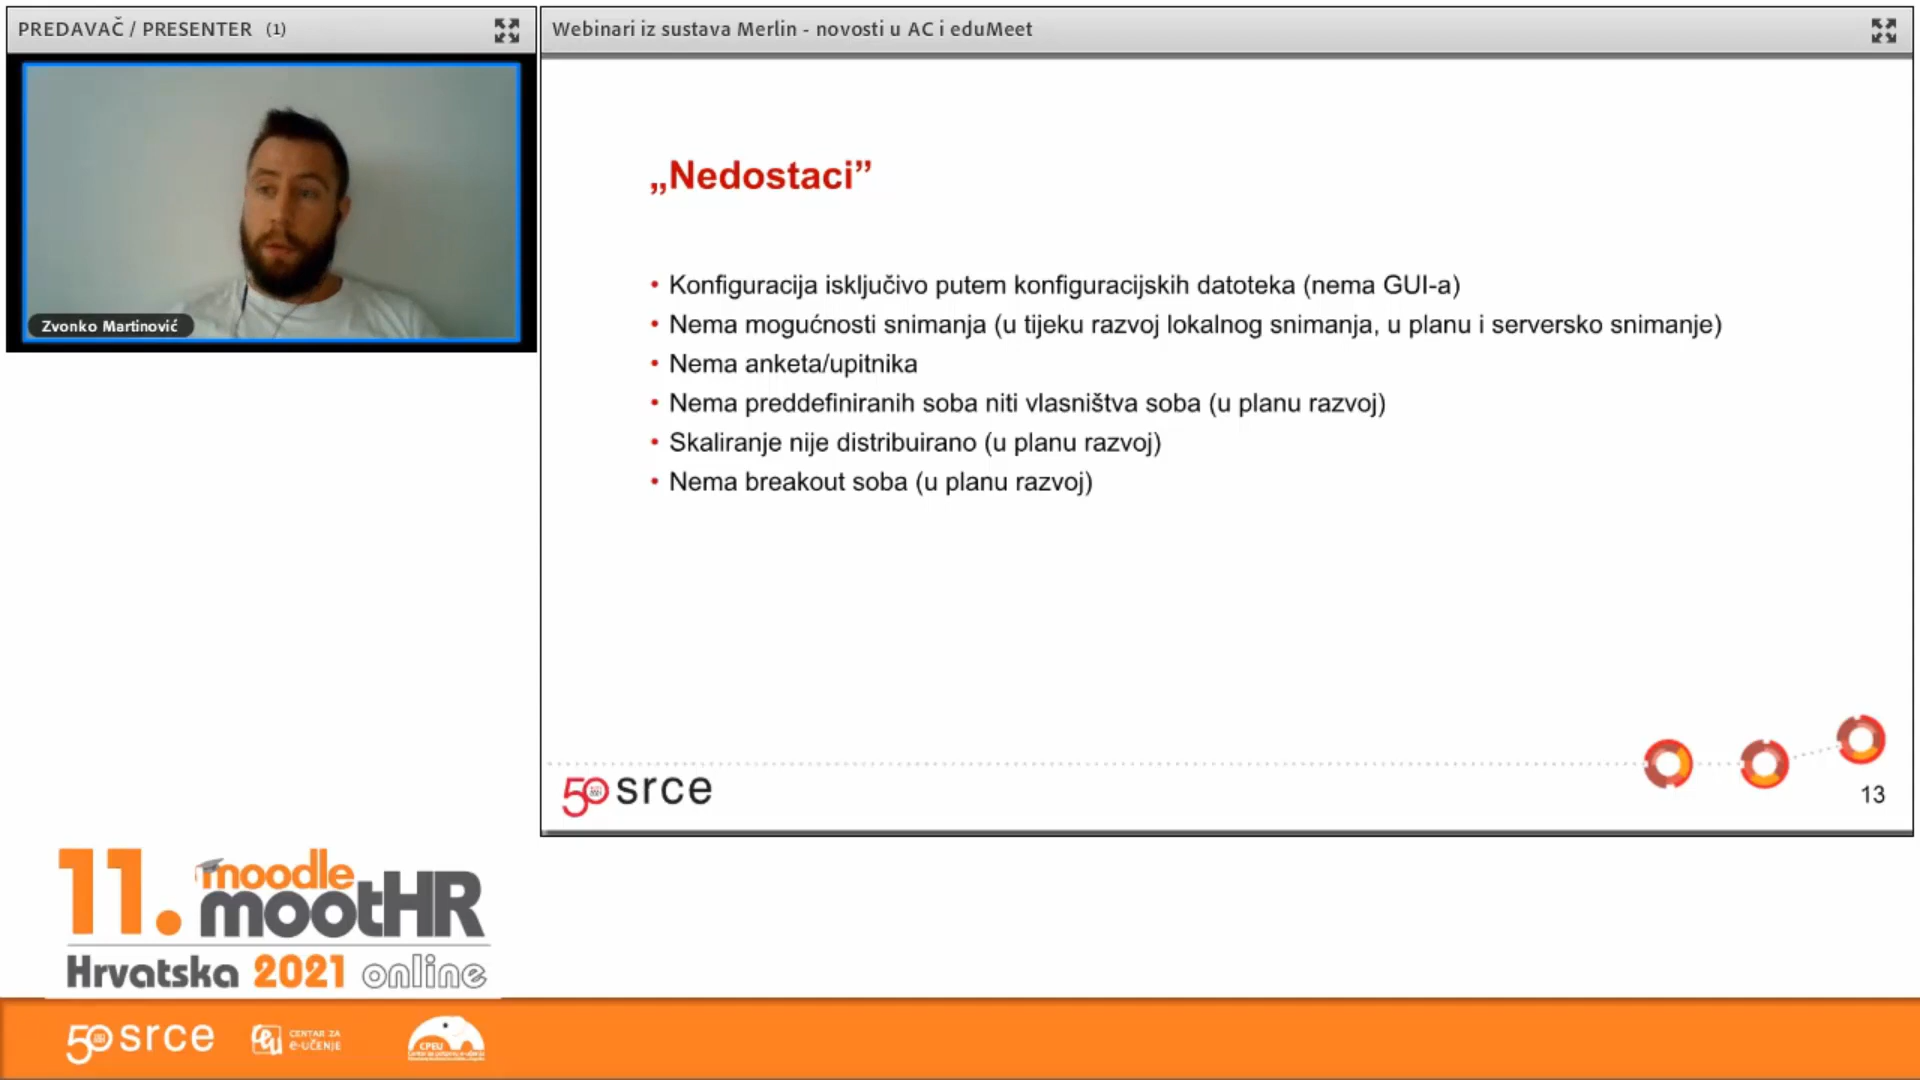 PREDAVAČ / PRESENTER (1)
Zvonko Martinović
Webinari iz sustava Merlin - novosti u AC i eduMeet
„Nedostaci”
• Konfiguracija isključivo putem konfiguracijskih datoteka (nema GUI-a)
• Nema mogućnosti snimanja (u tijeku razvoj lokalnog snimanja, u planu i serversko snimanje)
• Nema anketa/upitnika
• Nema preddefiniranih soba niti vlasništva soba (u planu razvoj)
• Skaliranje nije distribuirano (u planu razvoj)
• Nema breakout soba (u planu razvoj)
50 srce
13
11. moodle
mootHR
Hrvatska 2021 online
50 srce
CENTAR ZA
e-UČENJE
CPEU